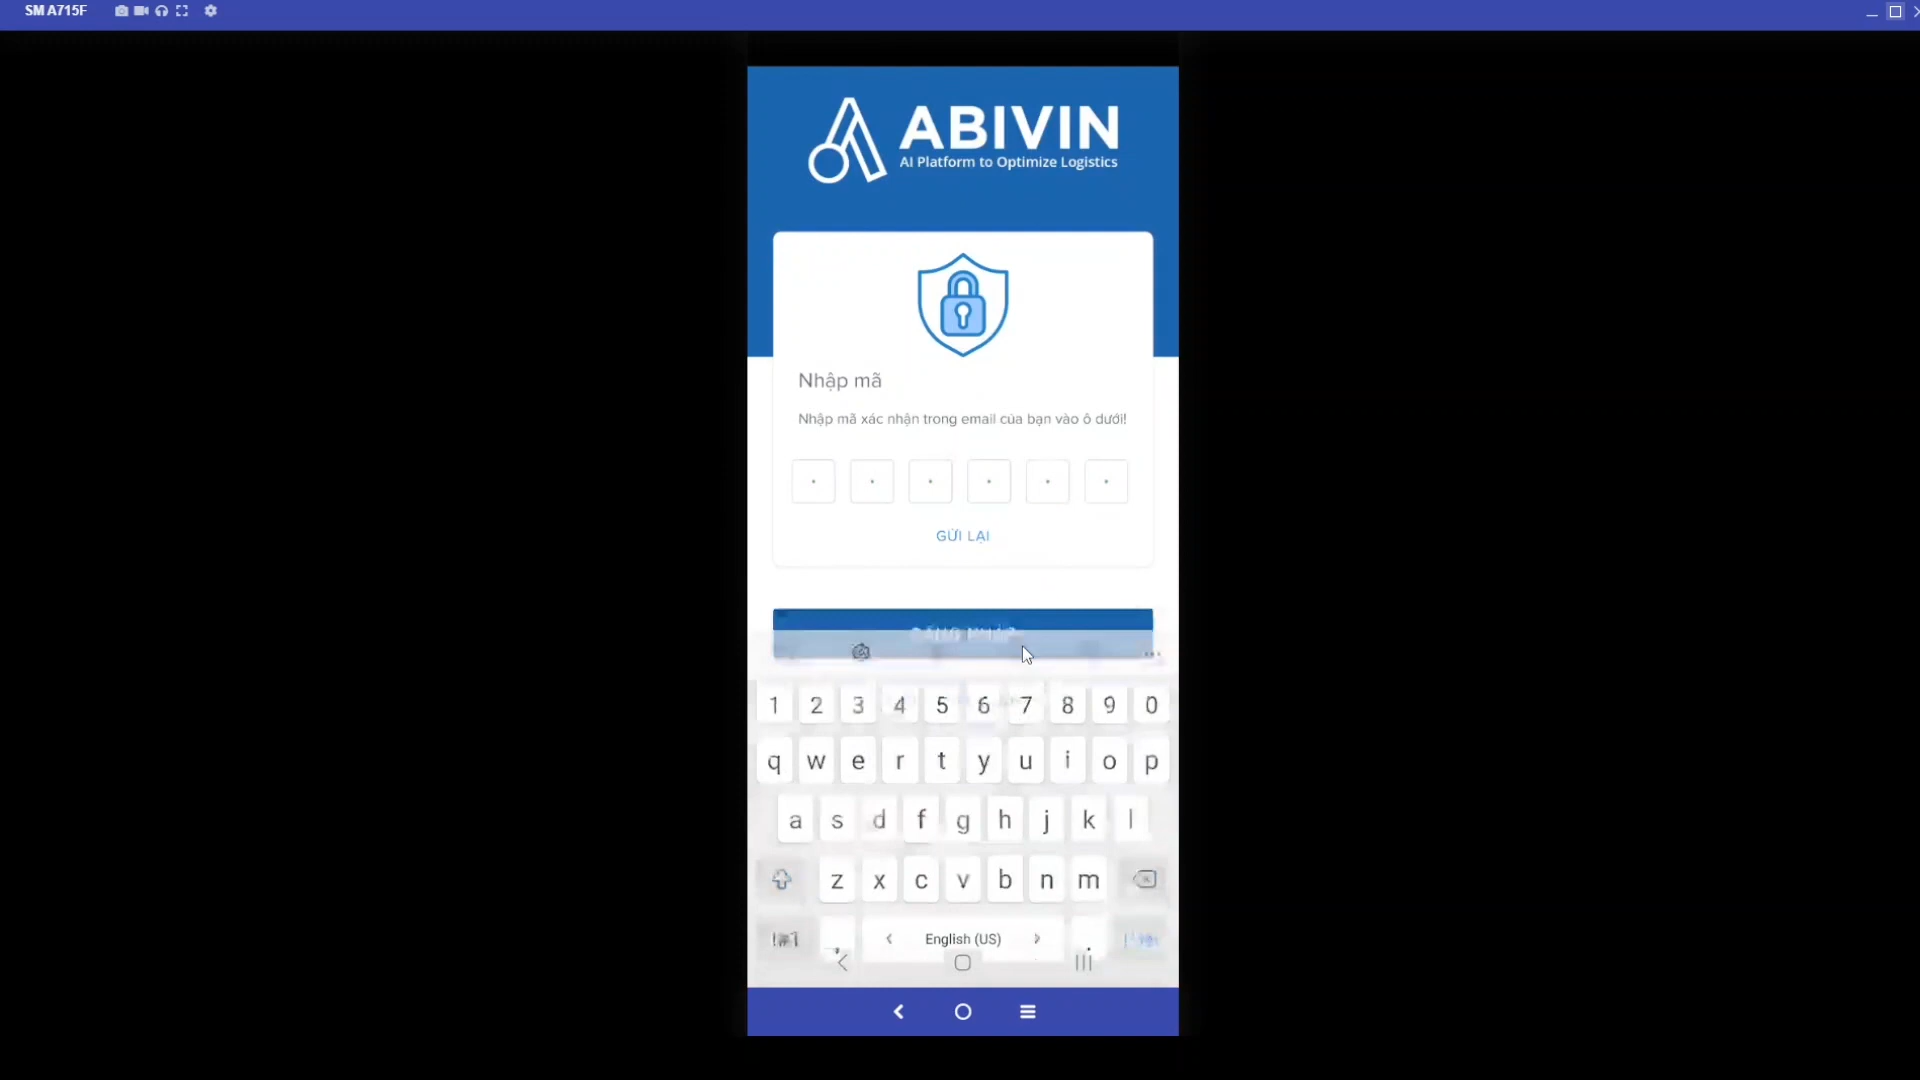 SM A715F
ABIVIN
AI Platform to Optimize Logistics
Nhập mã
Nhập mã xác nhận trong email của bạn vào ô dưới!
GỬI LẠI
1 2 3 4 5 6 7 8 9 0
q w e r t y u i o p
a s d f g h j k l
z x c v b n m
!#1 , < English (US) > .